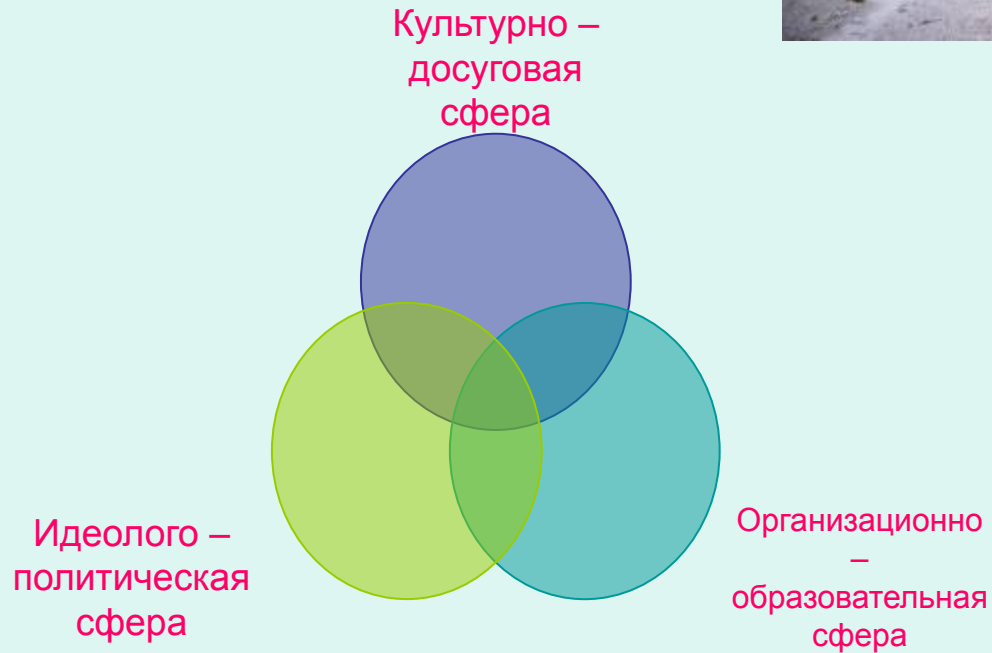 Культурно –
досуговая
сфера
Идеолого –
политическая
сфера
Организационно
–
образовательная
сфера